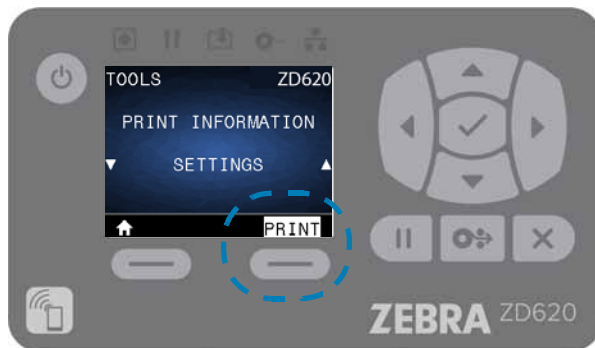 TOOLS ZD620
PRINT INFORMATION
SETTINGS
PRINT
ZEBRA ZD620